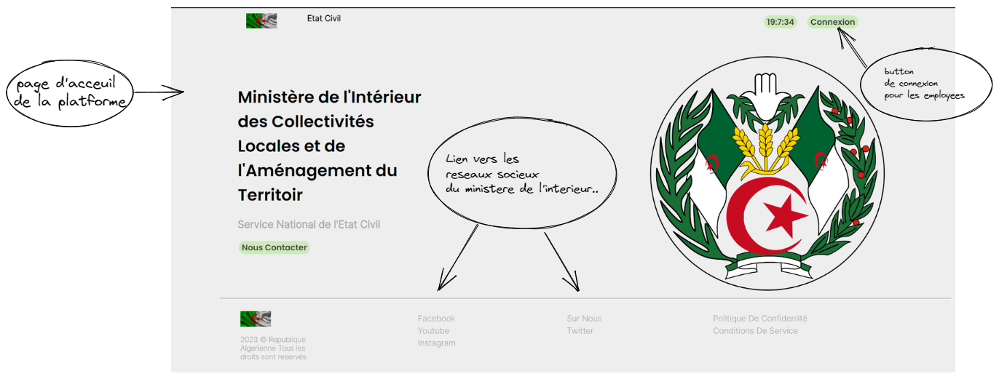 Etat Civil
19:7:34
Connexion
page d'acceuil
de la platforme
button
de connexion
pour les employees
Ministère de l'Intérieur
des Collectivités
Locales et de
l'Aménagement du
Territoir
Lien vers les
reseaux socieux
du ministere de l'interieur..
Service National de l'Etat Civil
Nous Contacter
2023 © Republique
Algerienne Tous les
droits sont reservés
Facebook
Youtube
Instagram
Sur Nous
Twitter
Politique De Confidenlité
Conditions De Service